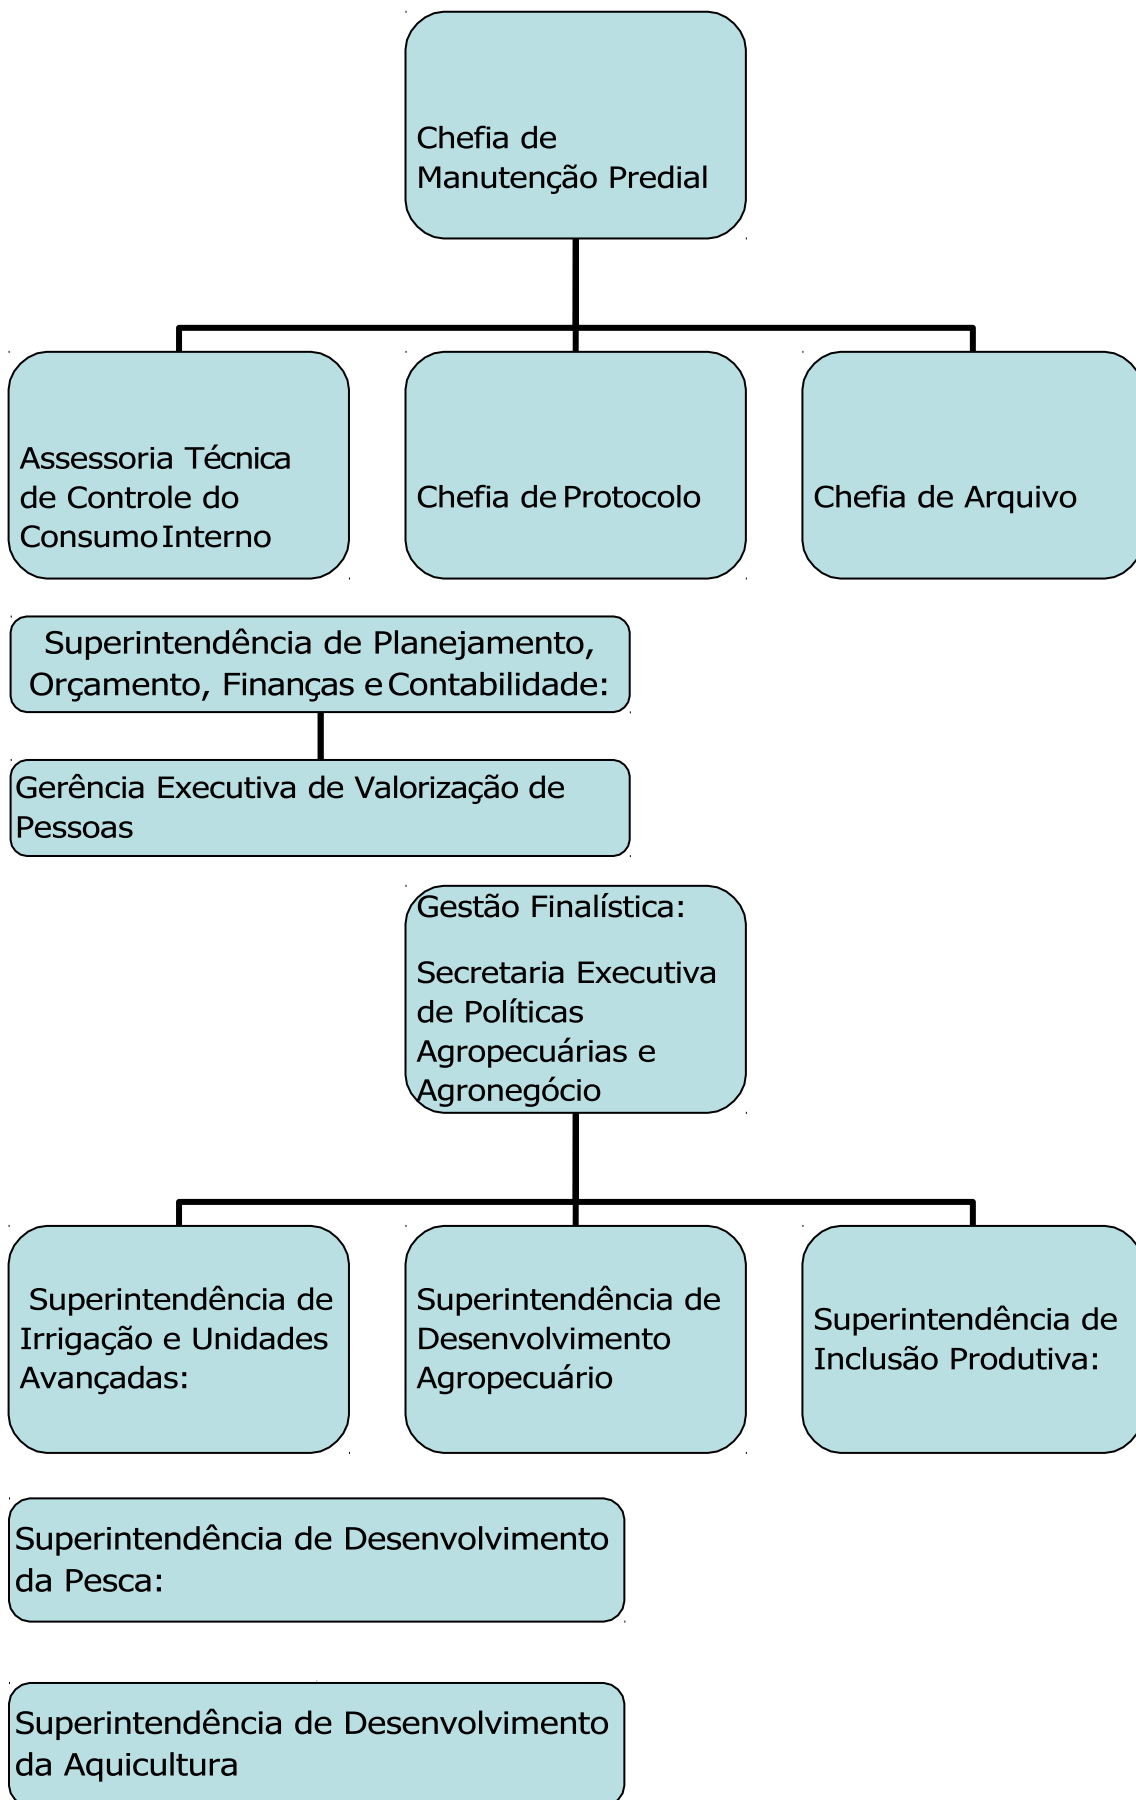 Chefia de
Manutenção Predial
Assessoria Técnica
de Controle do
Consumo Interno
Chefia de Protocolo
Chefia de Arquivo
Superintendência de Planejamento,
Orçamento, Finanças e Contabilidade:
Gerência Executiva de Valorização de
Pessoas
Gestão Finalística:
Secretaria Executiva
de Políticas
Agropecuárias e
Agronegócio
Superintendência de
Irrigação e Unidades
Avançadas:
Superintendência de
Desenvolvimento
Agropecuário
Superintendência de
Inclusão Produtiva:
Superintendência de Desenvolvimento
da Pesca:
Superintendência de Desenvolvimento
da Aquicultura